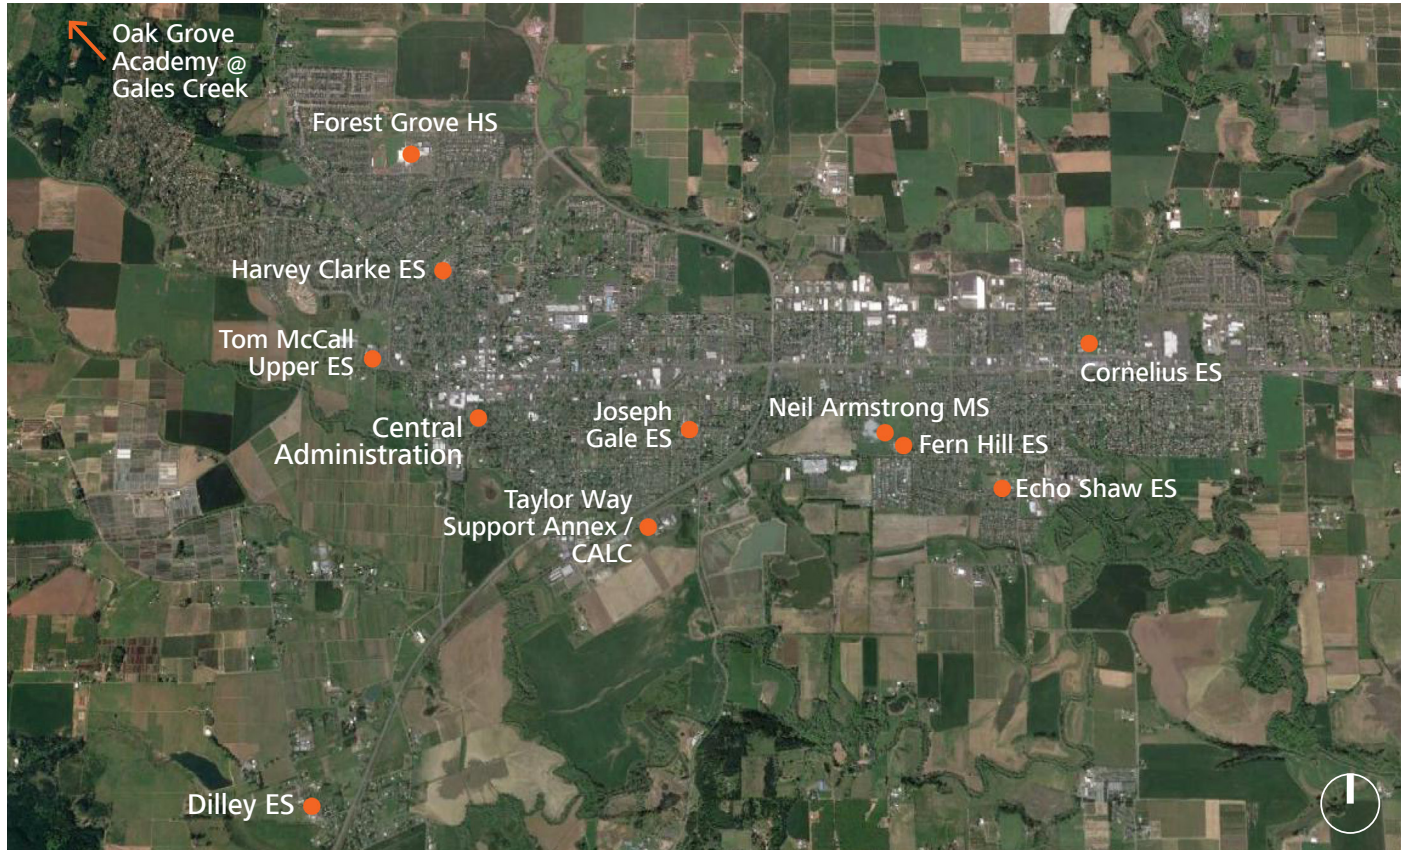 Oak Grove
Academy @
Gales Creek
Forest Grove HS
Harvey Clarke ES
Tom McCall
Upper ES
Cornelius ES
Central
Administration
Joseph
Gale ES
Neil Armstrong MS
Fern Hill ES
Echo Shaw ES
Taylor Way
Support Annex /
CALC
Dilley ES